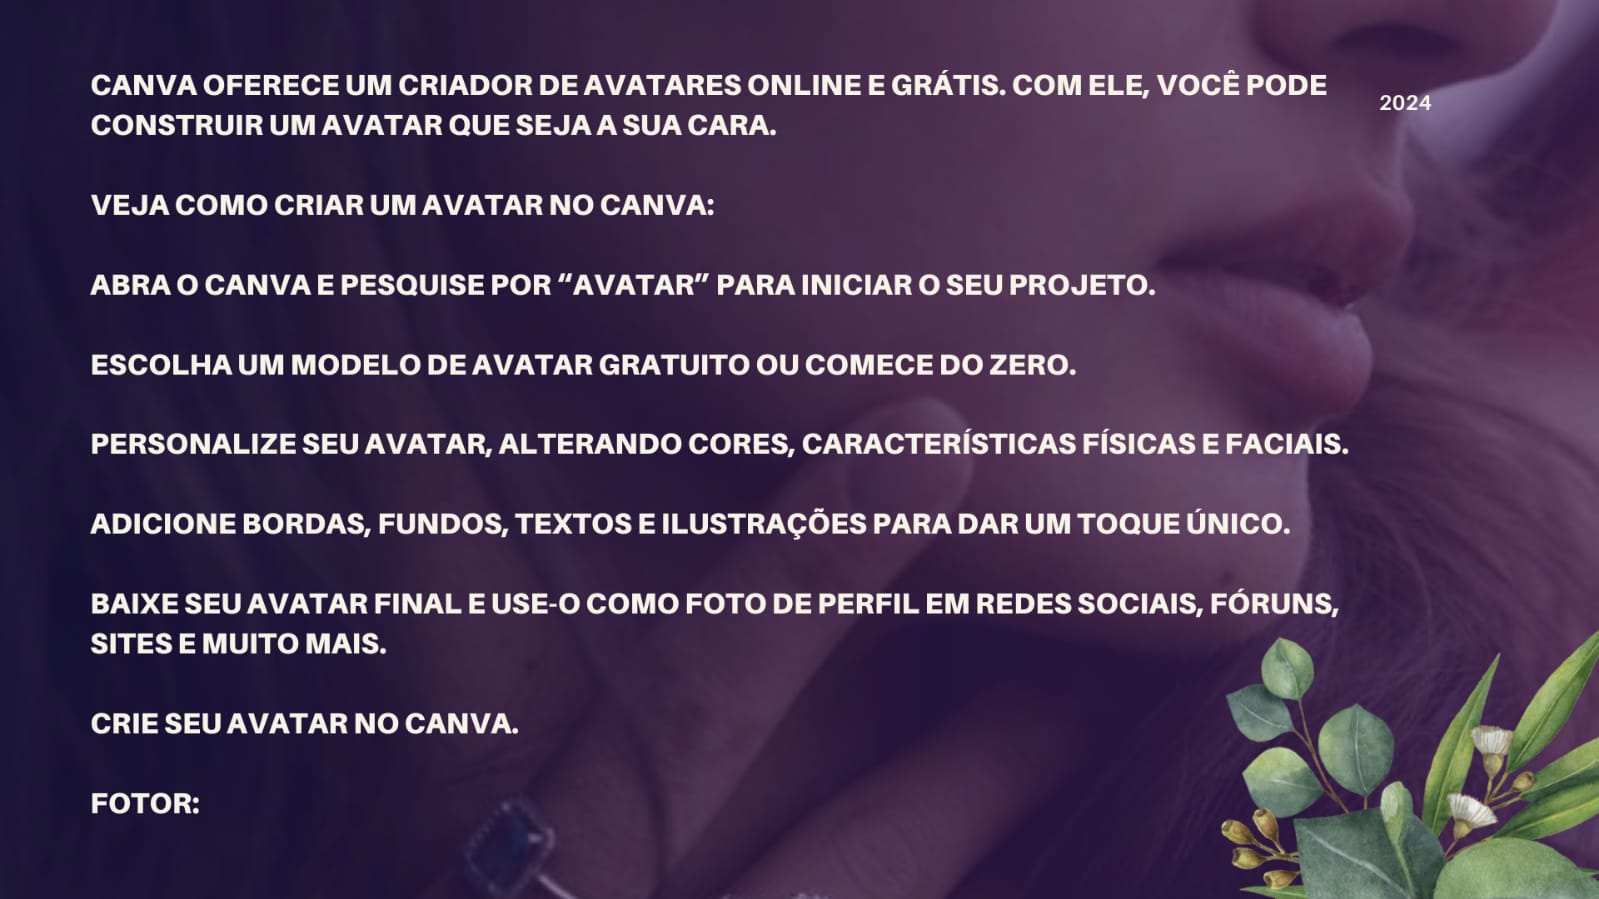 CANVA OFERECE UM CRIADOR DE AVATARES ONLINE E GRÁTIS. COM ELE, VOCÊ PODE
CONSTRUIR UM AVATAR QUE SEJA A SUA CARA.
2024
VEJA COMO CRIAR UM AVATAR NO CANVA:
ABRA O CANVA E PESQUISE POR “AVATAR” PARA INICIAR O SEU PROJETO.
ESCOLHA UM MODELO DE AVATAR GRATUITO OU COMECE DO ZERO.
PERSONALIZE SEU AVATAR, ALTERANDO CORES, CARACTERÍSTICAS FÍSICAS E FACIAIS.
ADICIONE BORDAS, FUNDOS, TEXTOS E ILUSTRAÇÕES PARA DAR UM TOQUE ÚNICO.
BAIXE SEU AVATAR FINAL E USE-O COMO FOTO DE PERFIL EM REDES SOCIAIS, FÓRUNS,
SITES E MUITO MAIS.
CRIE SEU AVATAR NO CANVA.
FOTOR: